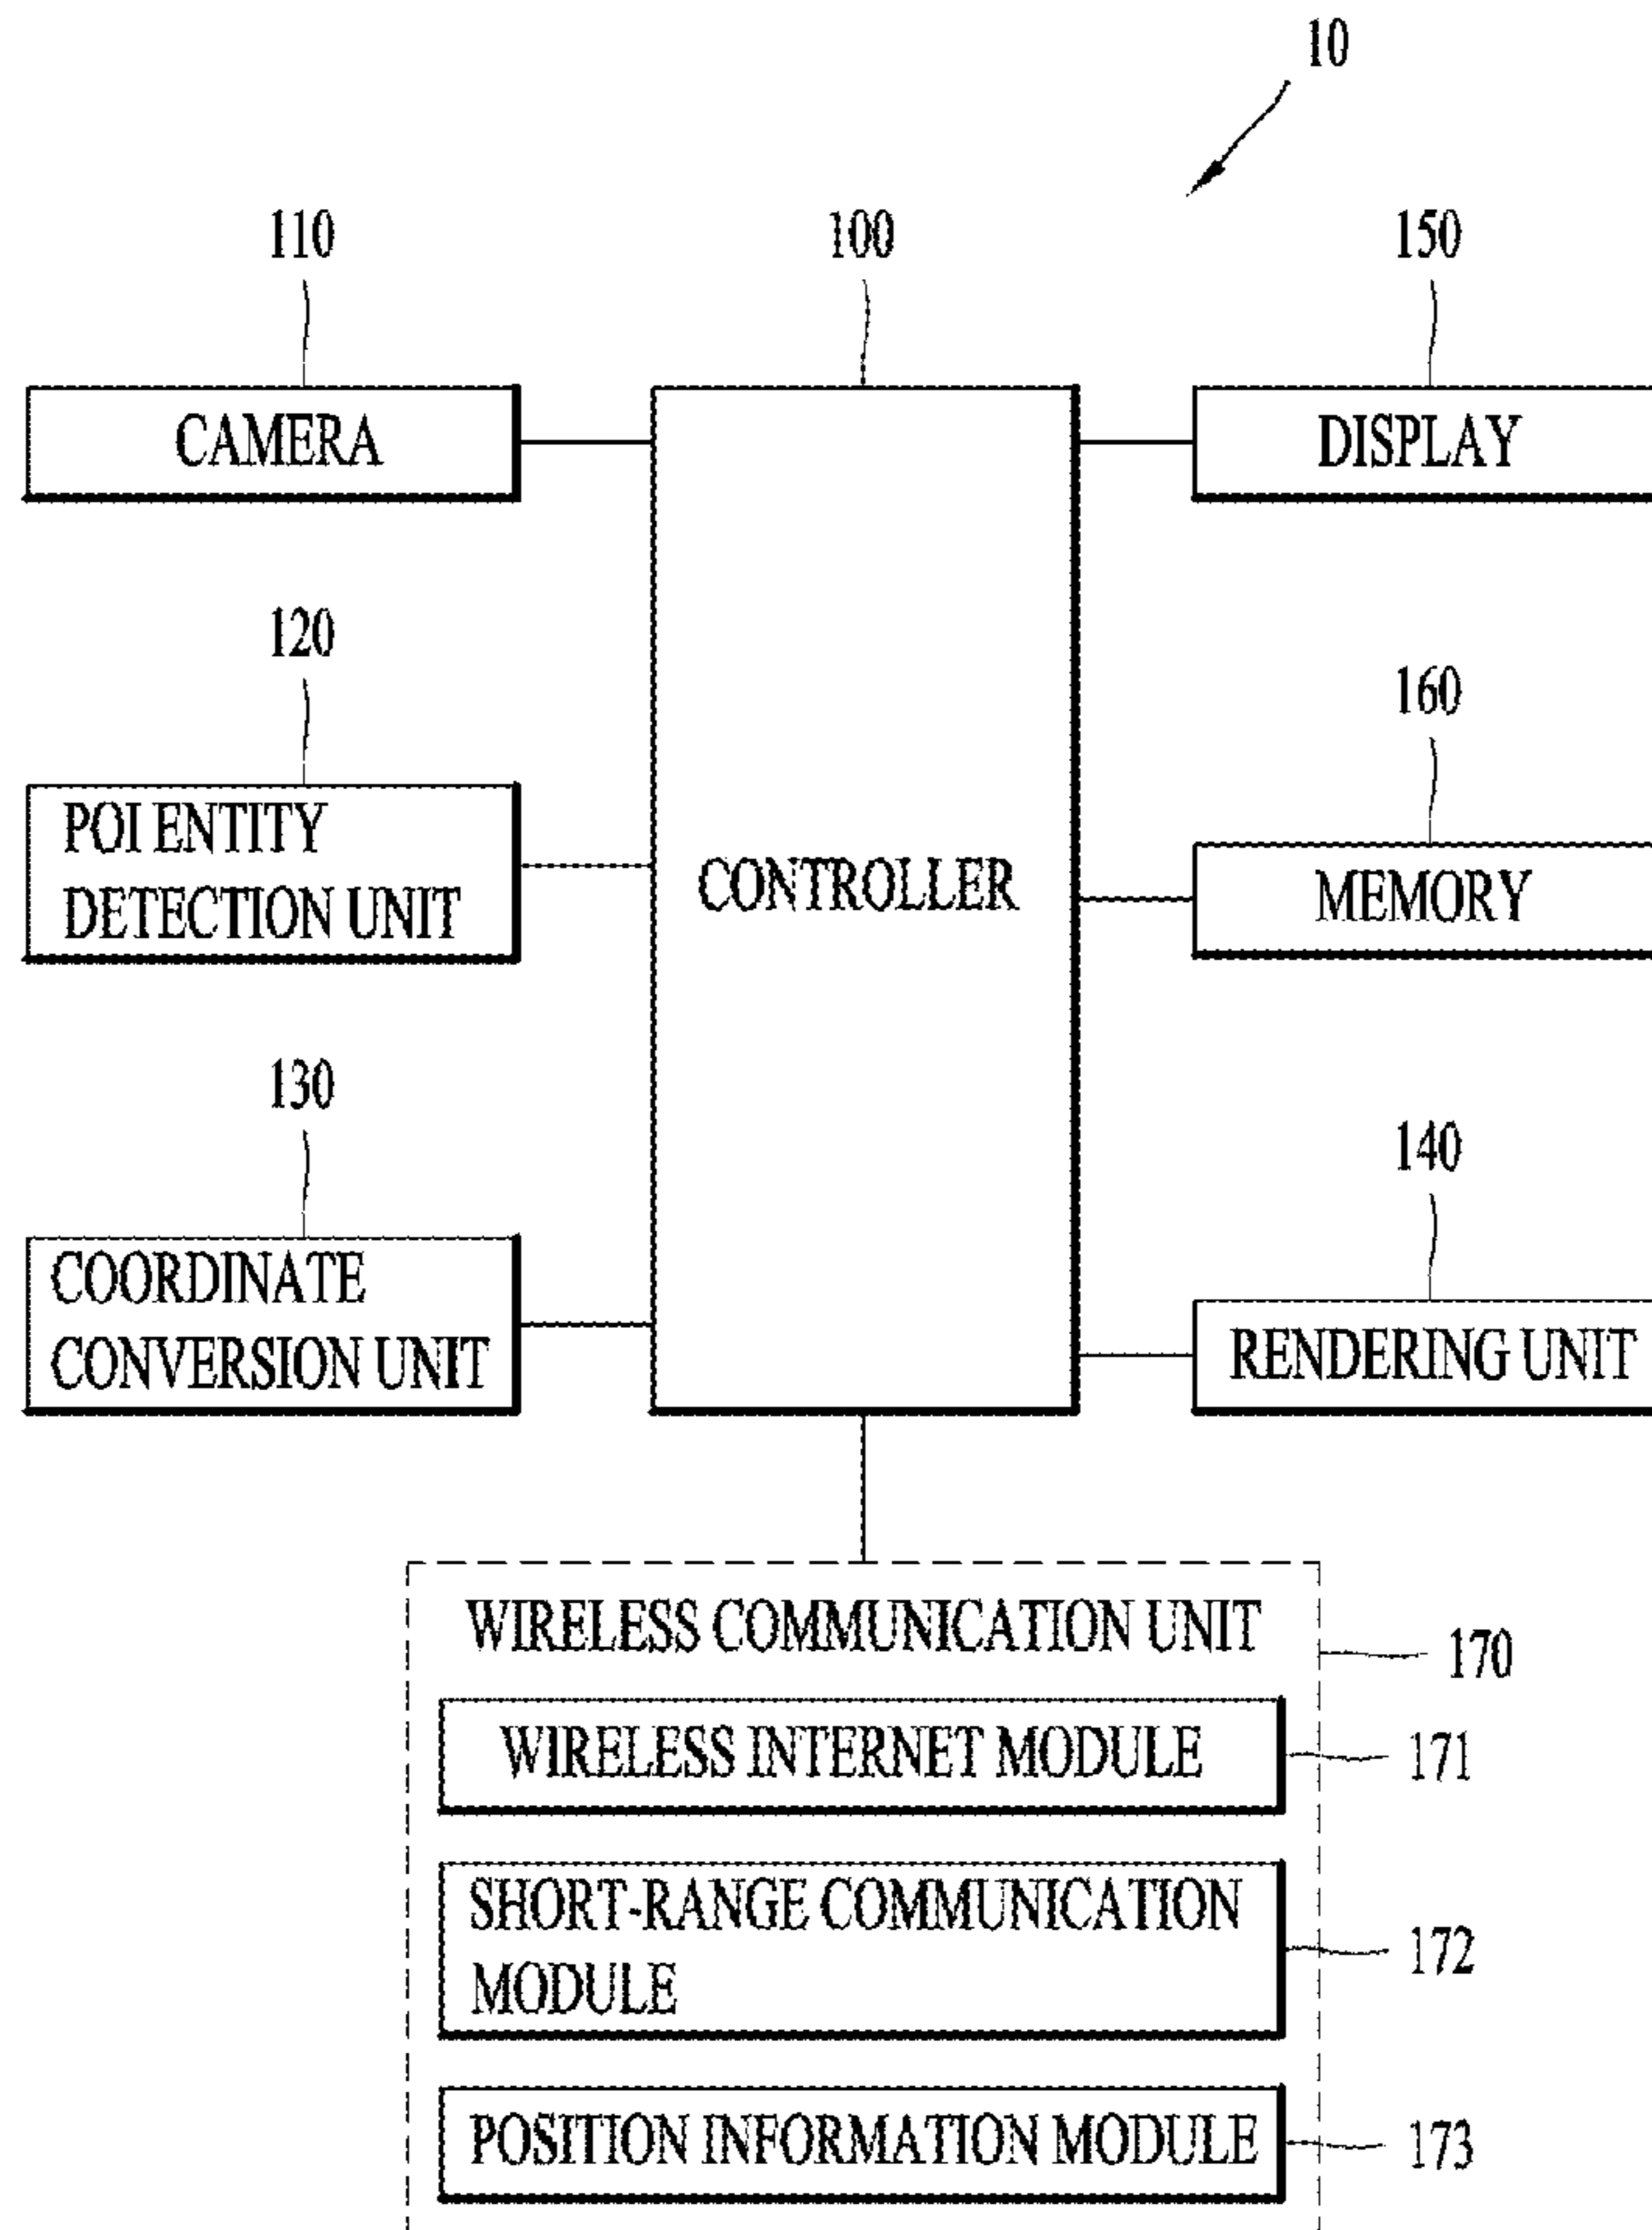 10
110
100
150
CAMERA
DISPLAY
120
160
POI ENTITY
DETECTION UNIT
CONTROLLER
MEMORY
130
140
COORDINATE
CONVERSION UNIT
RENDERING UNIT
WIRELESS COMMUNICATION UNIT
170
WIRELESS INTERNET MODULE
171
SHORT-RANGE COMMUNICATION
MODULE
172
POSITION INFORMATION MODULE
173